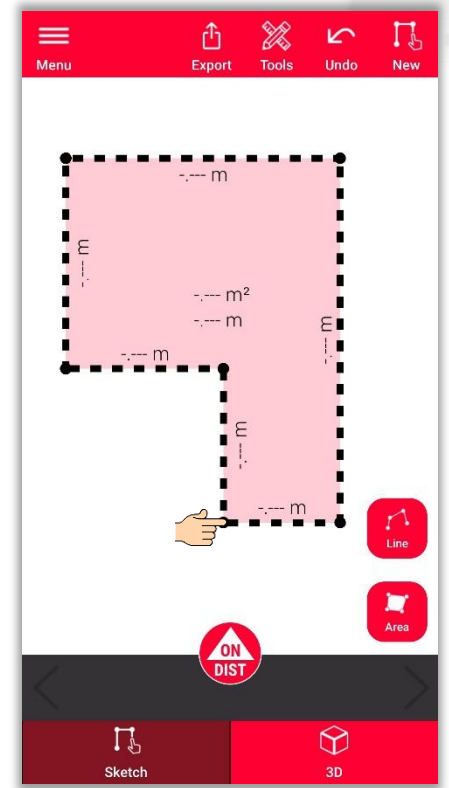 Menu
Export
Tools
Undo
New
-.--- m
-.--- m
-.--- m²
-.--- m
-.--- m
-.--- m
-.--- m
-.--- m
Line
Area
ON
DIST
Sketch
3D